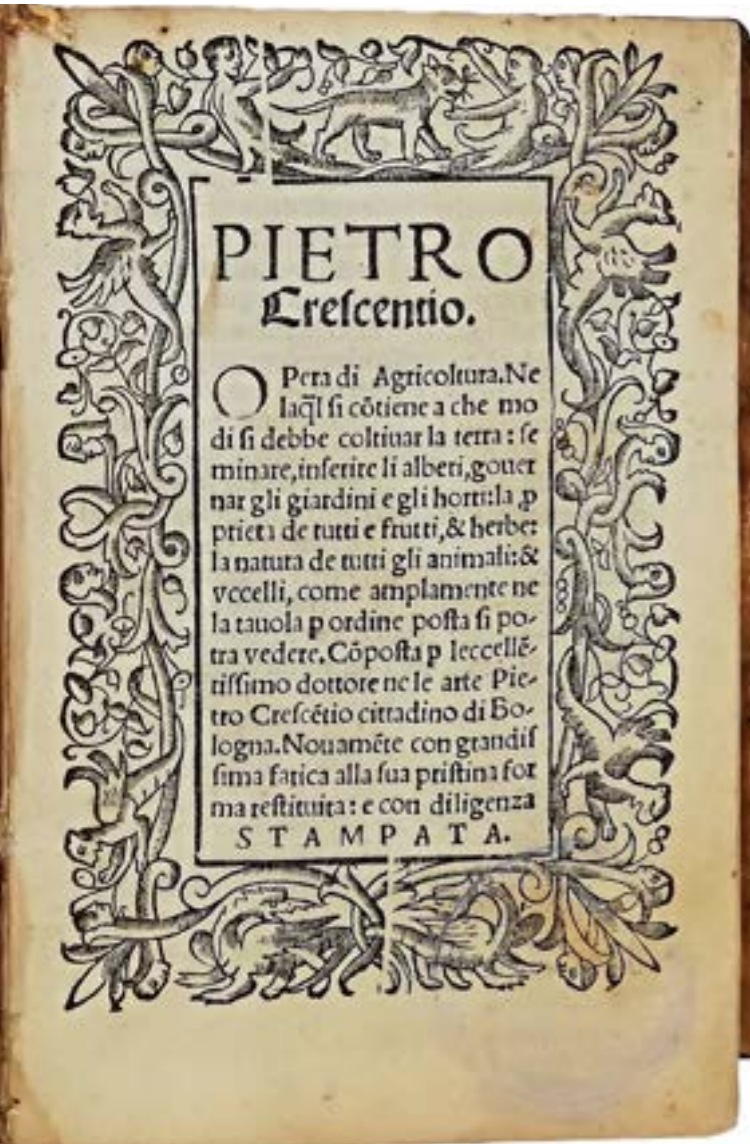 PIETRO
Creſcentio.
OPera di Agricoltura. Ne
laq̄l ſi cōtiene a che mo
di ſi debbe coltiuar la terra: ſe
minare, inſerire li alberi, gouer
nar gli giardini e gli horti: la ꝓ
prieta de tutti e frutti, & herbe:
la natura de tutti gli animali: &
vccelli, come amplamente ne
la tauola p ordine poſta ſi po-
tra vedere. Cōpoſta p leccellē-
tiſſimo dottore ne le arte Pie-
tro Creſcētio cittadino di Bo-
logna. Nouamēte con grandiſ
ſima fatica alla ſua priſtina for
ma reſtituita: e con diligenza
STAMPATA.